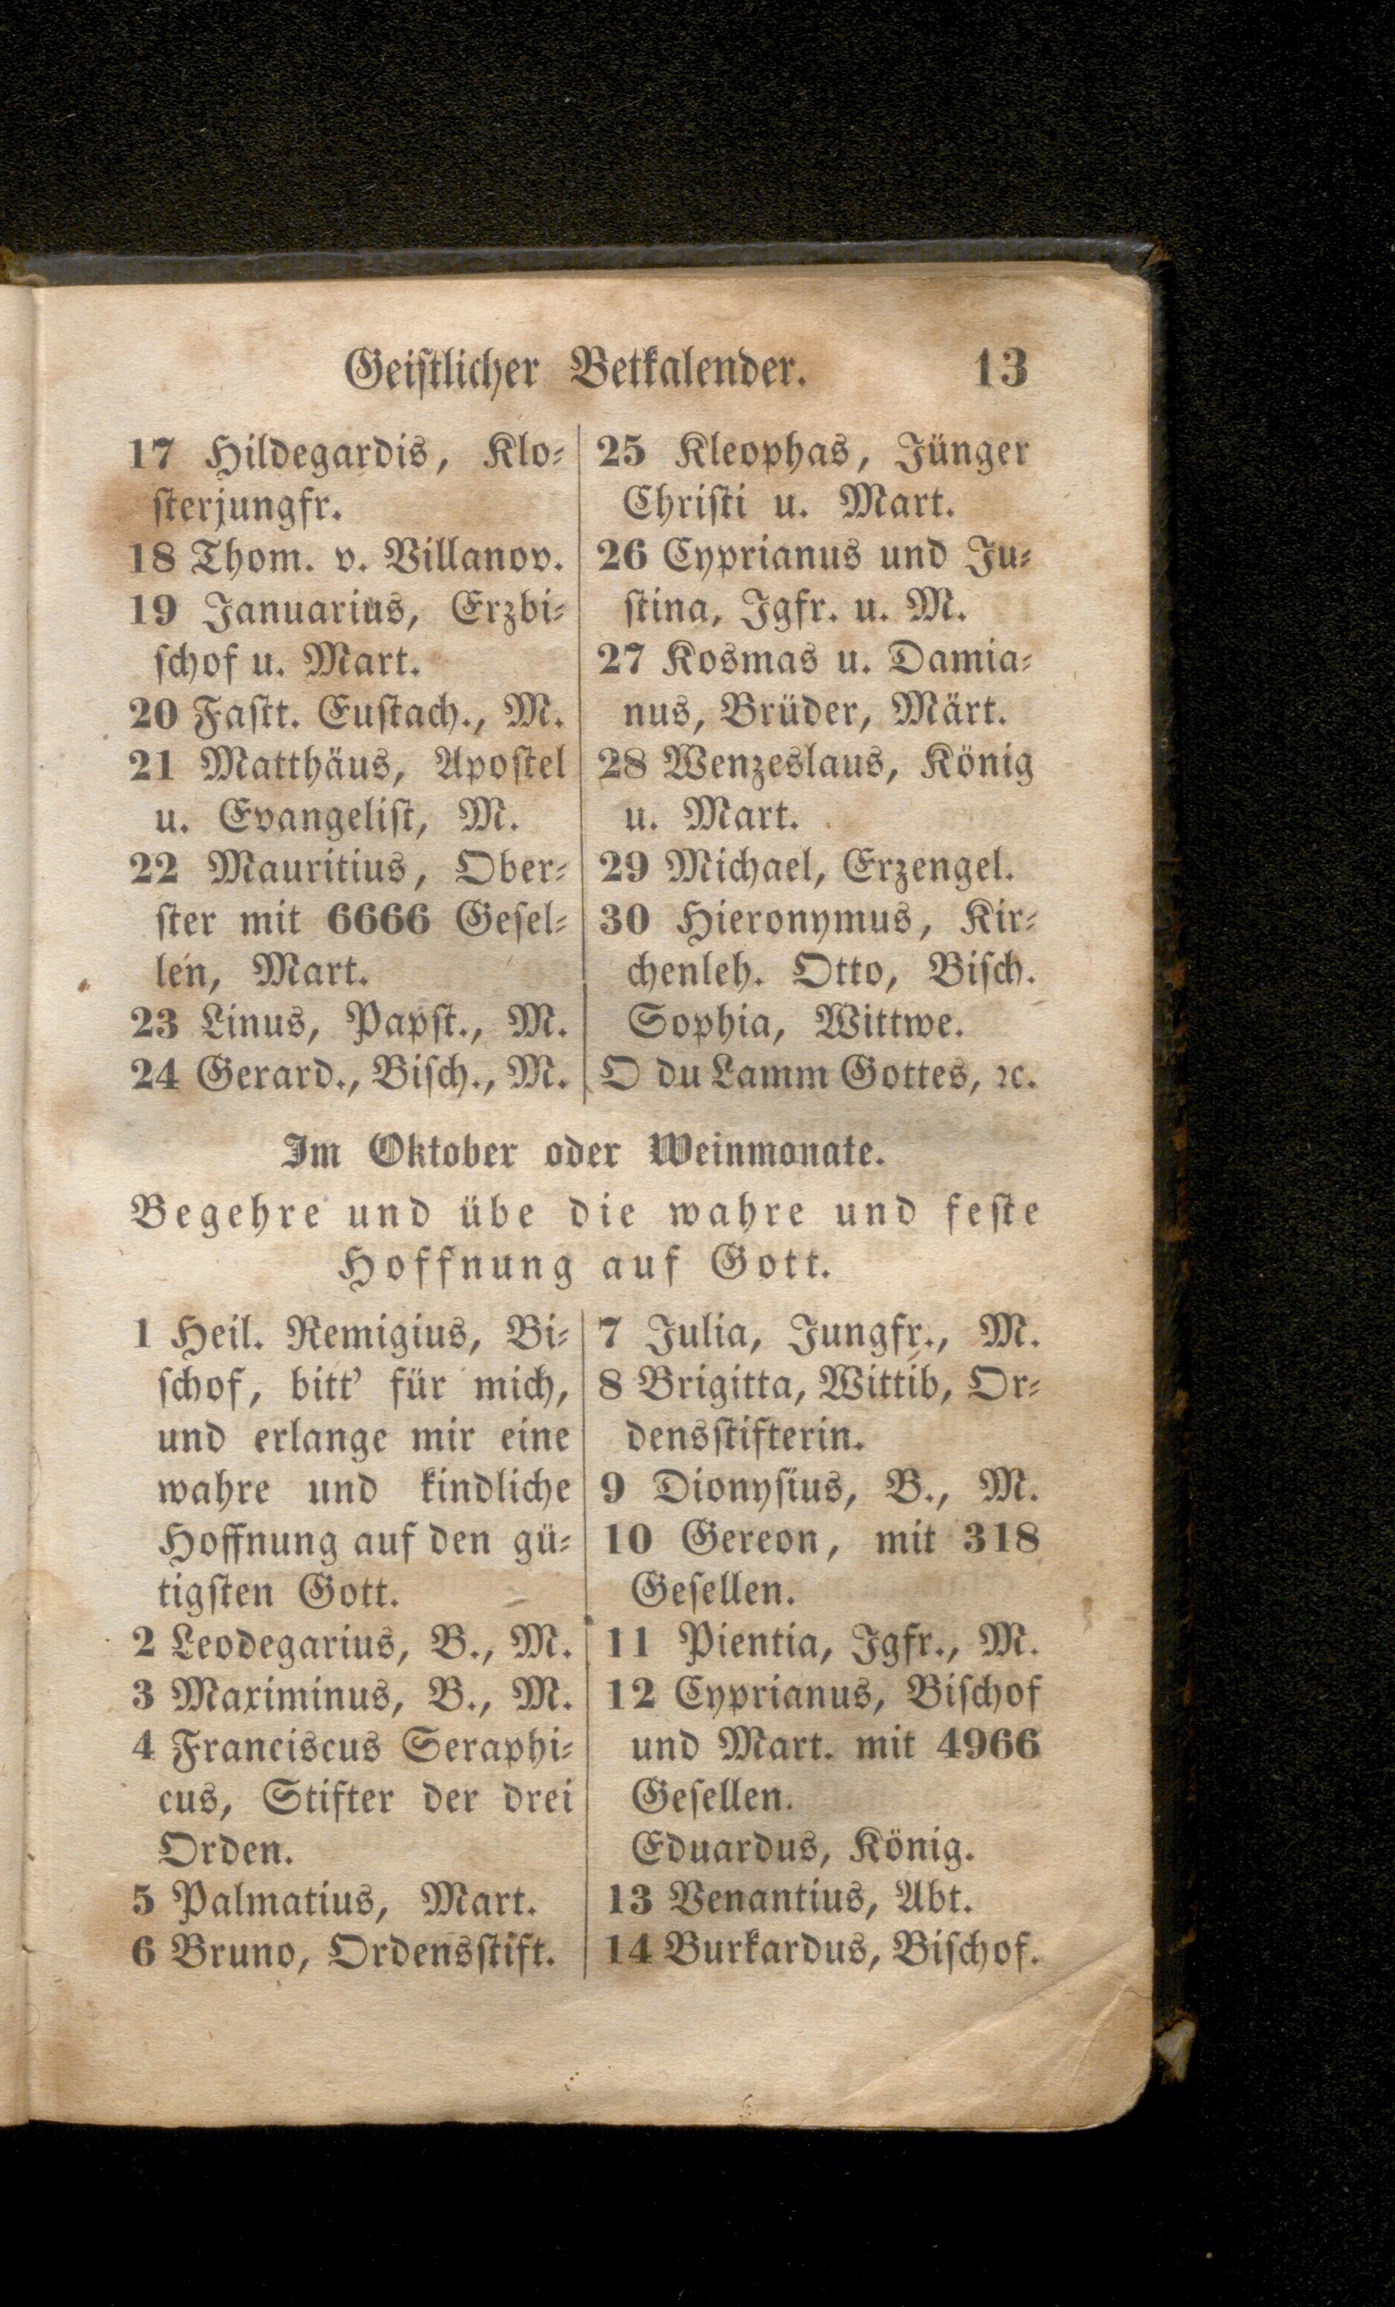 Geistlicher Betkalender. 13
17 Hildegardis, Klo-
sterjungfr.
18 Thom. v. Villanov.
19 Januarius, Erzbi-
schof u. Mart.
20 Fastt. Eustach., M.
21 Matthäus, Apostel
u. Evangelist, M.
22 Mauritius, Ober-
ster mit 6666 Gesel-
len, Mart.
23 Linus, Papst., M.
24 Gerard., Bisch., M.
25 Kleophas, Jünger
Christi u. Mart.
26 Cyprianus und Ju-
stina, Jgfr. u. M.
27 Kosmas u. Damia-
nus, Brüder, Märt.
28 Wenzeslaus, König
u. Mart.
29 Michael, Erzengel.
30 Hieronymus, Kir-
chenleh. Otto, Bisch.
Sophia, Wittwe.
O du Lamm Gottes, ꝛc.
Im Oktober oder Weinmonate.
Begehre und übe die wahre und feste
Hoffnung auf Gott.
1 Heil. Remigius, Bi-
schof, bitt' für mich,
und erlange mir eine
wahre und kindliche
Hoffnung auf den gü-
tigsten Gott.
2 Leodegarius, B., M.
3 Maximinus, B., M.
4 Franciscus Seraphi-
cus, Stifter der drei
Orden.
5 Palmatius, Mart.
6 Bruno, Ordensstift.
7 Julia, Jungfr., M.
8 Brigitta, Wittib, Or-
densstifterin.
9 Dionysius, B., M.
10 Gereon, mit 318
Gesellen.
11 Pientia, Jgfr., M.
12 Cyprianus, Bischof
und Mart. mit 4966
Gesellen.
Eduardus, König.
13 Venantius, Abt.
14 Burkardus, Bischof.